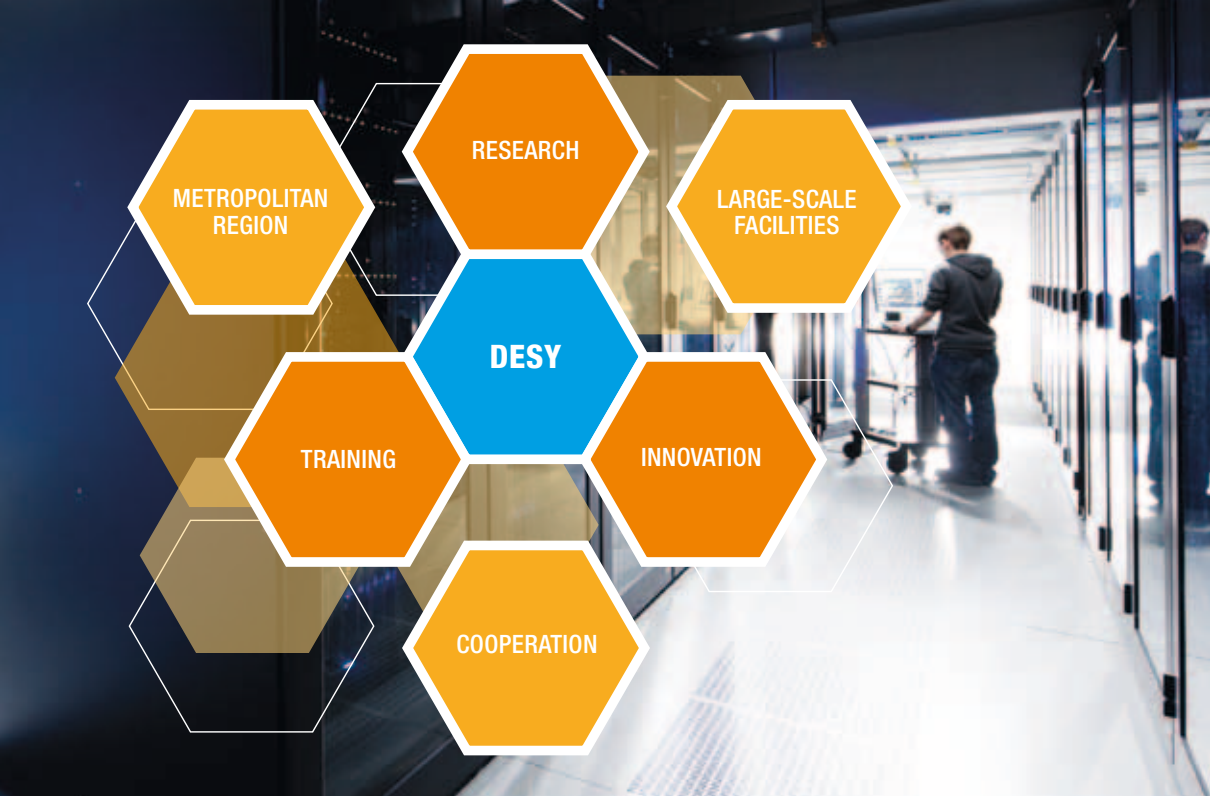 RESEARCH
METROPOLITAN
REGION
LARGE-SCALE
FACILITIES
DESY
TRAINING
INNOVATION
COOPERATION